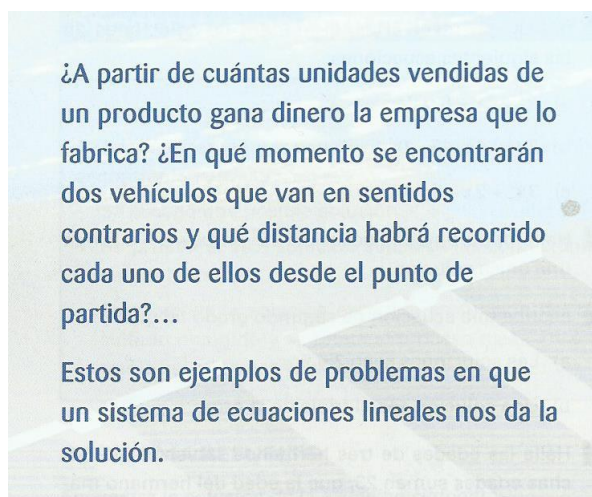 ¿A partir de cuántas unidades vendidas de
un producto gana dinero la empresa que lo
fabrica? ¿En qué momento se encontrarán
dos vehículos que van en sentidos
contrarios y qué distancia habrá recorrido
cada uno de ellos desde el punto de
partida?...
Estos son ejemplos de problemas en que
un sistema de ecuaciones lineales nos da la
solución.